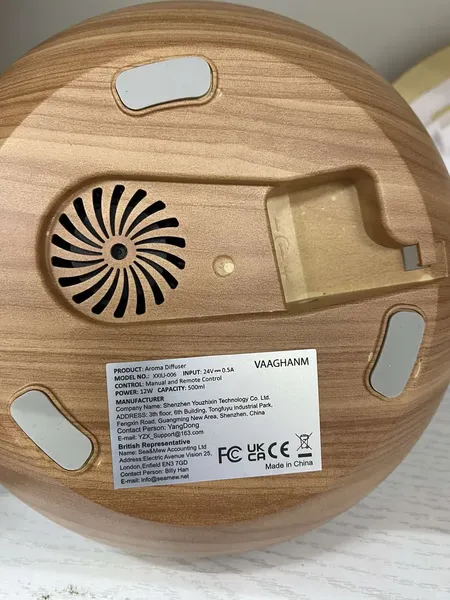 PRODUCT: Aroma Diffuser
VAAGHANM
MODEL NO.: XXIU-006 INPUT: 24V⎓0.5A
CONTROL: Manual and Remote Control
POWER: 12W CAPACITY: 500ml
MANUFACTURER
Company Name: Shenzhen Youzhixin Technology Co. Ltd.
ADDRESS: 3th floor, 6th Building, Tongfuyu Industrial Park,
Fengxin Road, Guangming New Area, Shenzhen, China
Contact Person: YangDong
E-mail: YZX_Support@163.com
British Representative
Name: Sea&Mew Accounting Ltd
Address Electric Avenue Vision 25,
London,Enfield EN3 7GD
Contact Person: Billy Han
E-mail: info@seamew.net
FC UK CA CE
Made in China